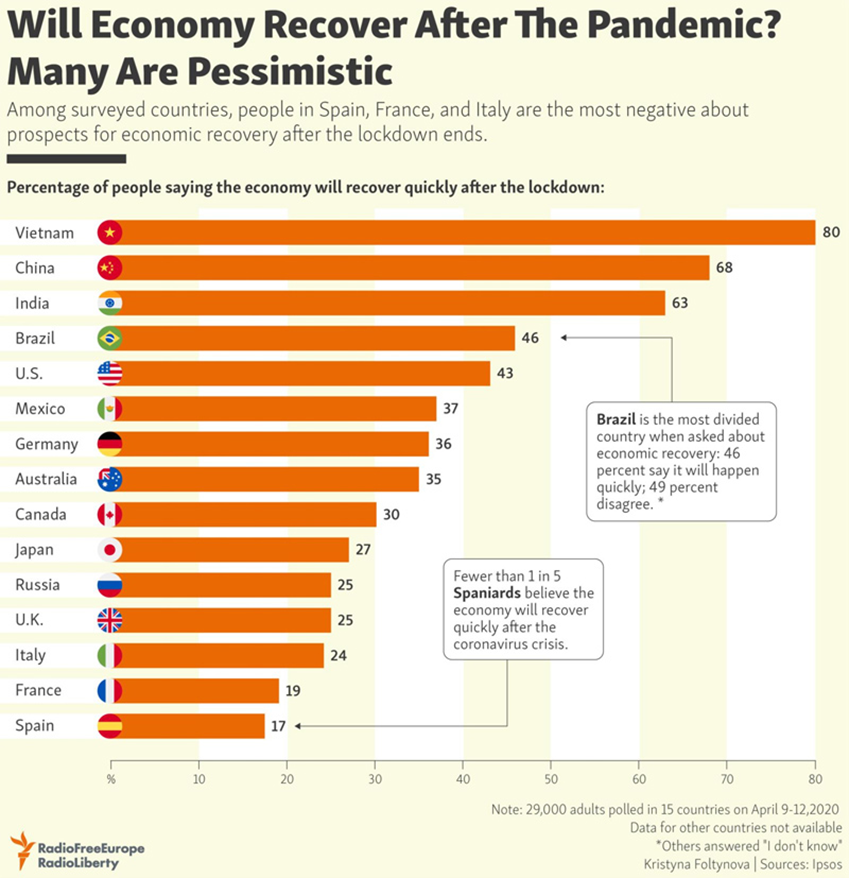 Will Economy Recover After The Pandemic?
Many Are Pessimistic
Among surveyed countries, people in Spain, France, and Italy are the most negative about
prospects for economic recovery after the lockdown ends.
Percentage of people saying the economy will recover quickly after the lockdown:
Vietnam 80
China 68
India 63
Brazil 46
U.S. 43
Mexico 37
Germany 36
Australia 35
Canada 30
Japan 27
Russia 25
U.K. 25
Italy 24
France 19
Spain 17
Brazil is the most divided
country when asked about
economic recovery: 46
percent say it will happen
quickly; 49 percent
disagree. *
Fewer than 1 in 5
Spaniards believe the
economy will recover
quickly after the
coronavirus crisis.
% 10 20 30 40 50 60 70 80
Note: 29,000 adults polled in 15 countries on April 9-12,2020
Data for other countries not available
*Others answered "I don't know"
Kristyna Foltynova | Sources: Ipsos
RadioFreeEurope
RadioLiberty